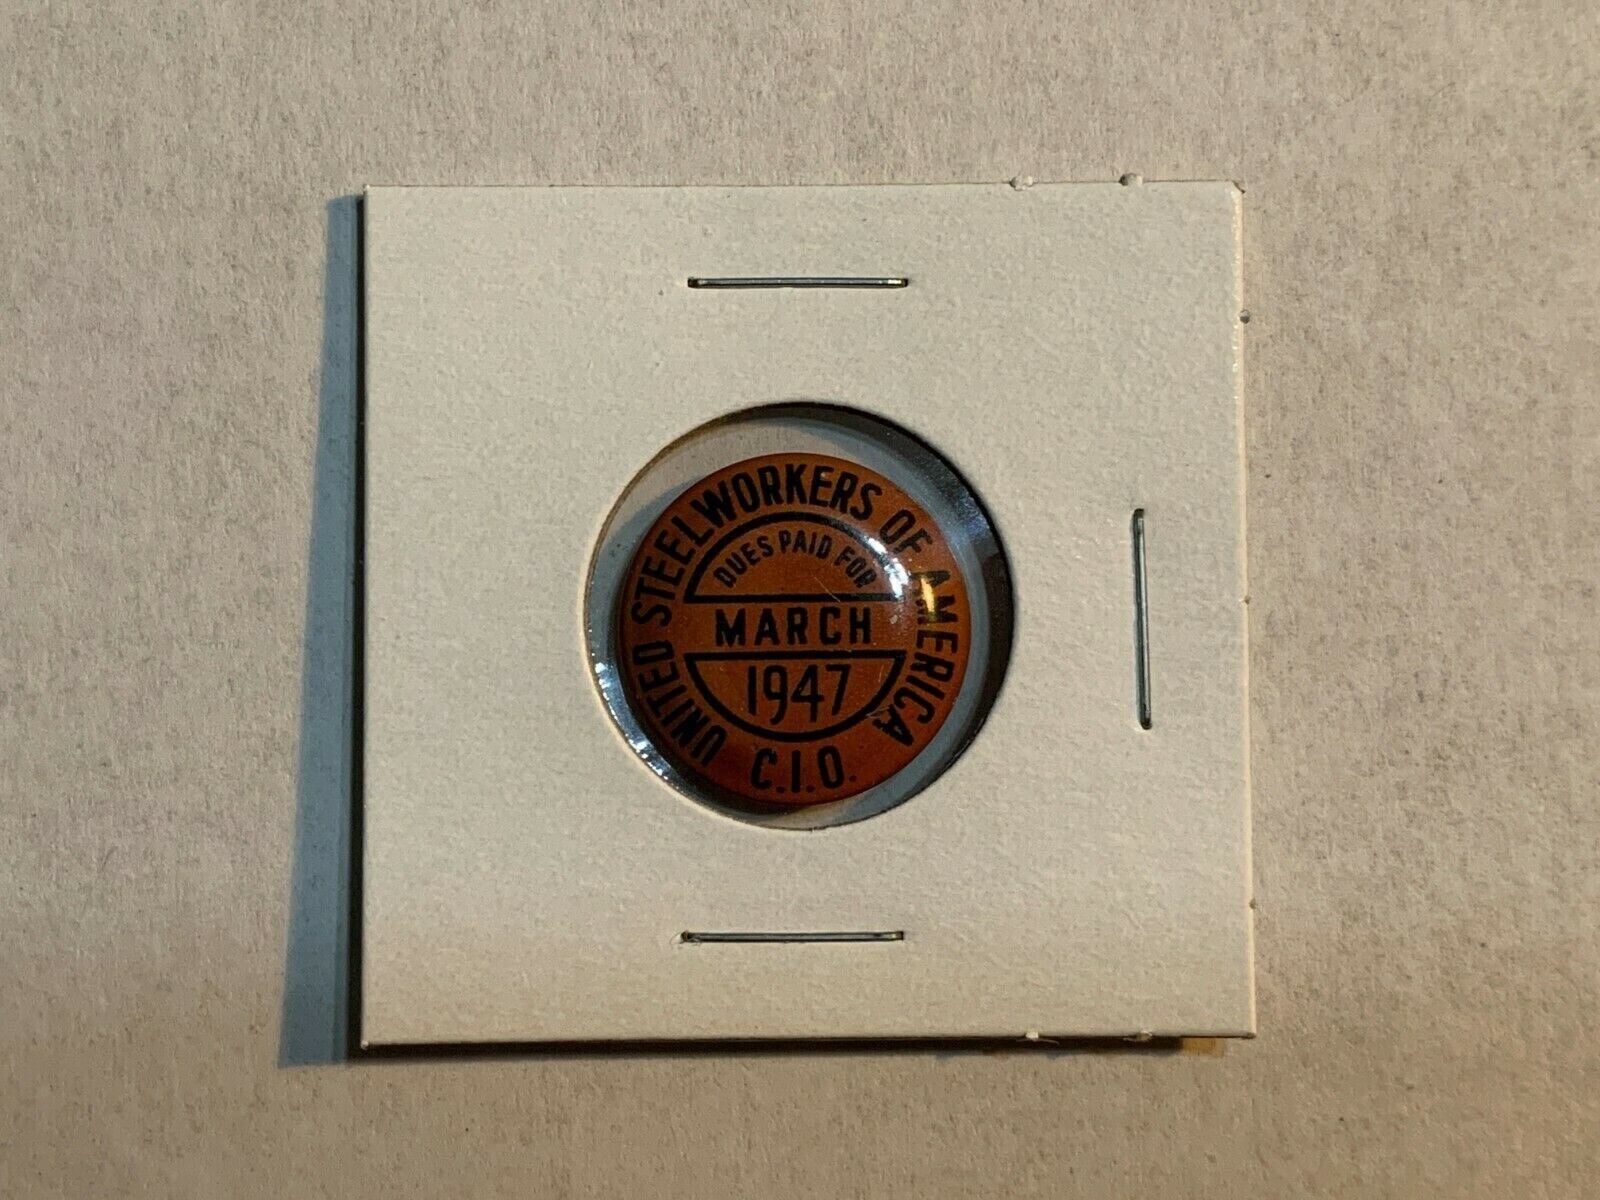 UNITED STEELWORKERS OF AMERICA
DUES PAID FOR
MARCH
1947
C.I.O.